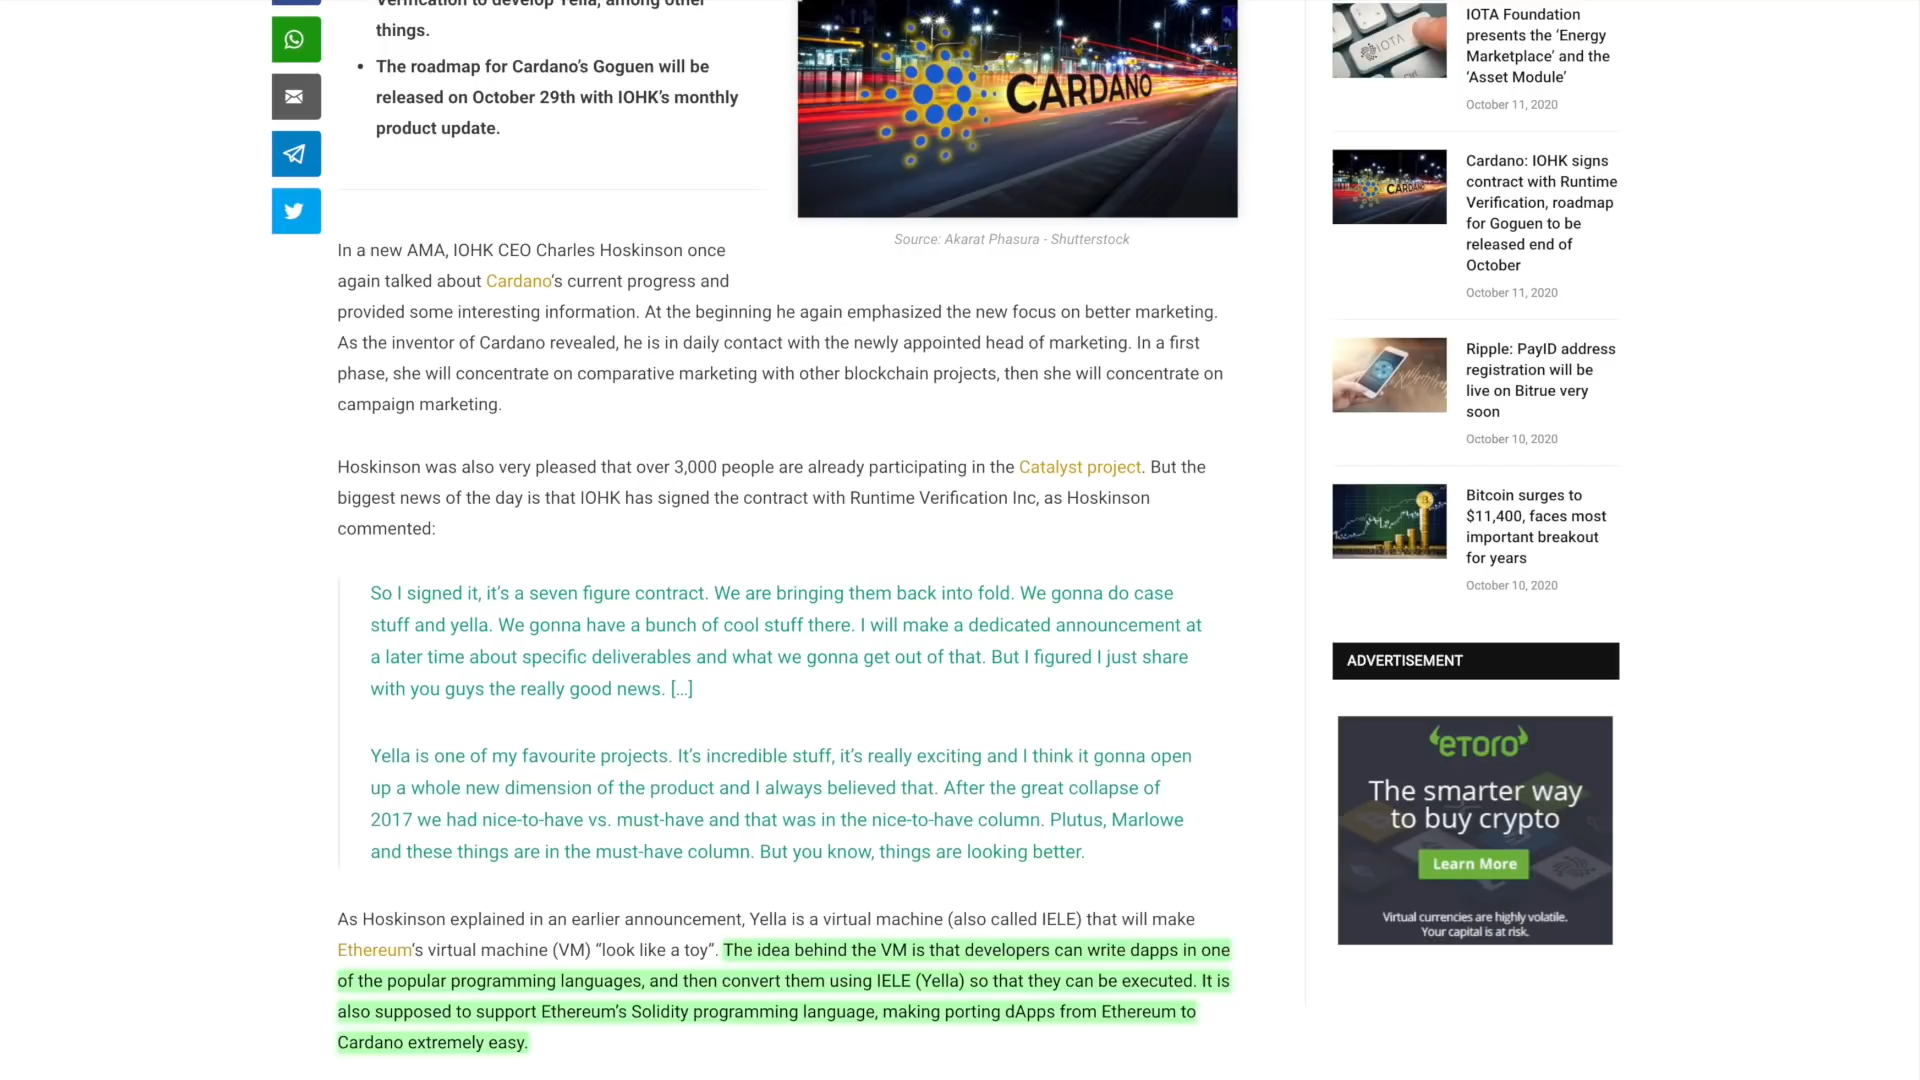 Verification to develop Yella, among other
things.
• The roadmap for Cardano's Goguen will be
released on October 29th with IOHK's monthly
product update.
CARDANO
Source: Akarat Phasura - Shutterstock
In a new AMA, IOHK CEO Charles Hoskinson once
again talked about Cardano's current progress and
provided some interesting information. At the beginning he again emphasized the new focus on better marketing.
As the inventor of Cardano revealed, he is in daily contact with the newly appointed head of marketing. In a first
phase, she will concentrate on comparative marketing with other blockchain projects, then she will concentrate on
campaign marketing.
Hoskinson was also very pleased that over 3,000 people are already participating in the Catalyst project. But the
biggest news of the day is that IOHK has signed the contract with Runtime Verification Inc, as Hoskinson
commented:
So I signed it, it's a seven figure contract. We are bringing them back into fold. We gonna do case
stuff and yella. We gonna have a bunch of cool stuff there. I will make a dedicated announcement at
a later time about specific deliverables and what we gonna get out of that. But I figured I just share
with you guys the really good news. […]
Yella is one of my favourite projects. It's incredible stuff, it's really exciting and I think it gonna open
up a whole new dimension of the product and I always believed that. After the great collapse of
2017 we had nice-to-have vs. must-have and that was in the nice-to-have column. Plutus, Marlowe
and these things are in the must-have column. But you know, things are looking better.
As Hoskinson explained in an earlier announcement, Yella is a virtual machine (also called IELE) that will make
Ethereum's virtual machine (VM) “look like a toy”. The idea behind the VM is that developers can write dapps in one
of the popular programming languages, and then convert them using IELE (Yella) so that they can be executed. It is
also supposed to support Ethereum's Solidity programming language, making porting dApps from Ethereum to
Cardano extremely easy.
IOTA
IOTA Foundation
presents the ‘Energy
Marketplace’ and the
‘Asset Module’
October 11, 2020
CARDANO
Cardano: IOHK signs
contract with Runtime
Verification, roadmap
for Goguen to be
released end of
October
October 11, 2020
Ripple: PayID address
registration will be
live on Bitrue very
soon
October 10, 2020
Bitcoin surges to
$11,400, faces most
important breakout
for years
October 10, 2020
ADVERTISEMENT
eToro
The smarter way
to buy crypto
Learn More
Virtual currencies are highly volatile.
Your capital is at risk.